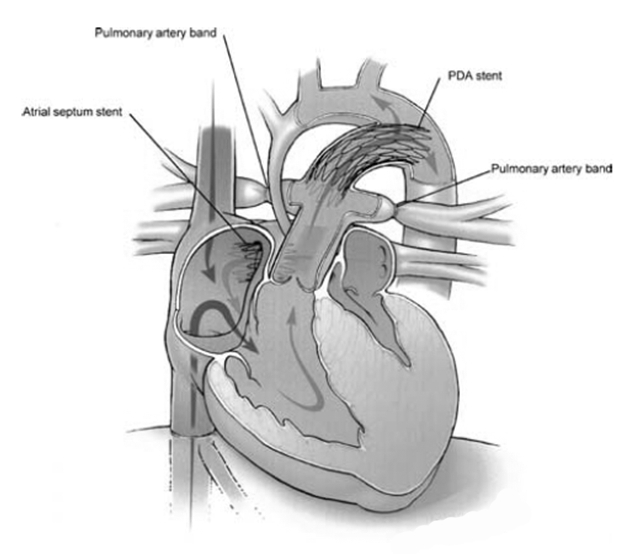 Pulmonary artery band
PDA stent
Atrial septum stent
Pulmonary artery band